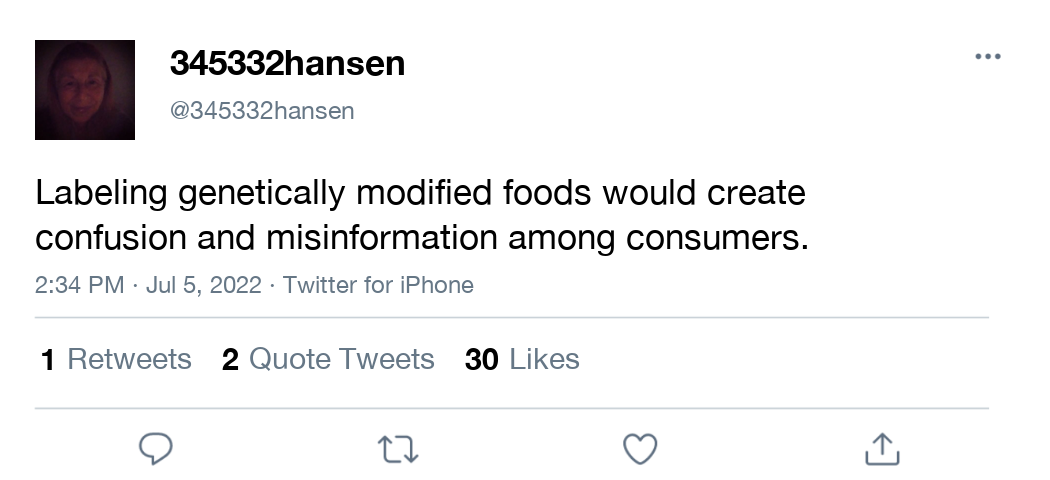 345332hansen
@345332hansen
Labeling genetically modified foods would create
confusion and misinformation among consumers.
2:34 PM · Jul 5, 2022 · Twitter for iPhone
1 Retweets 2 Quote Tweets 30 Likes